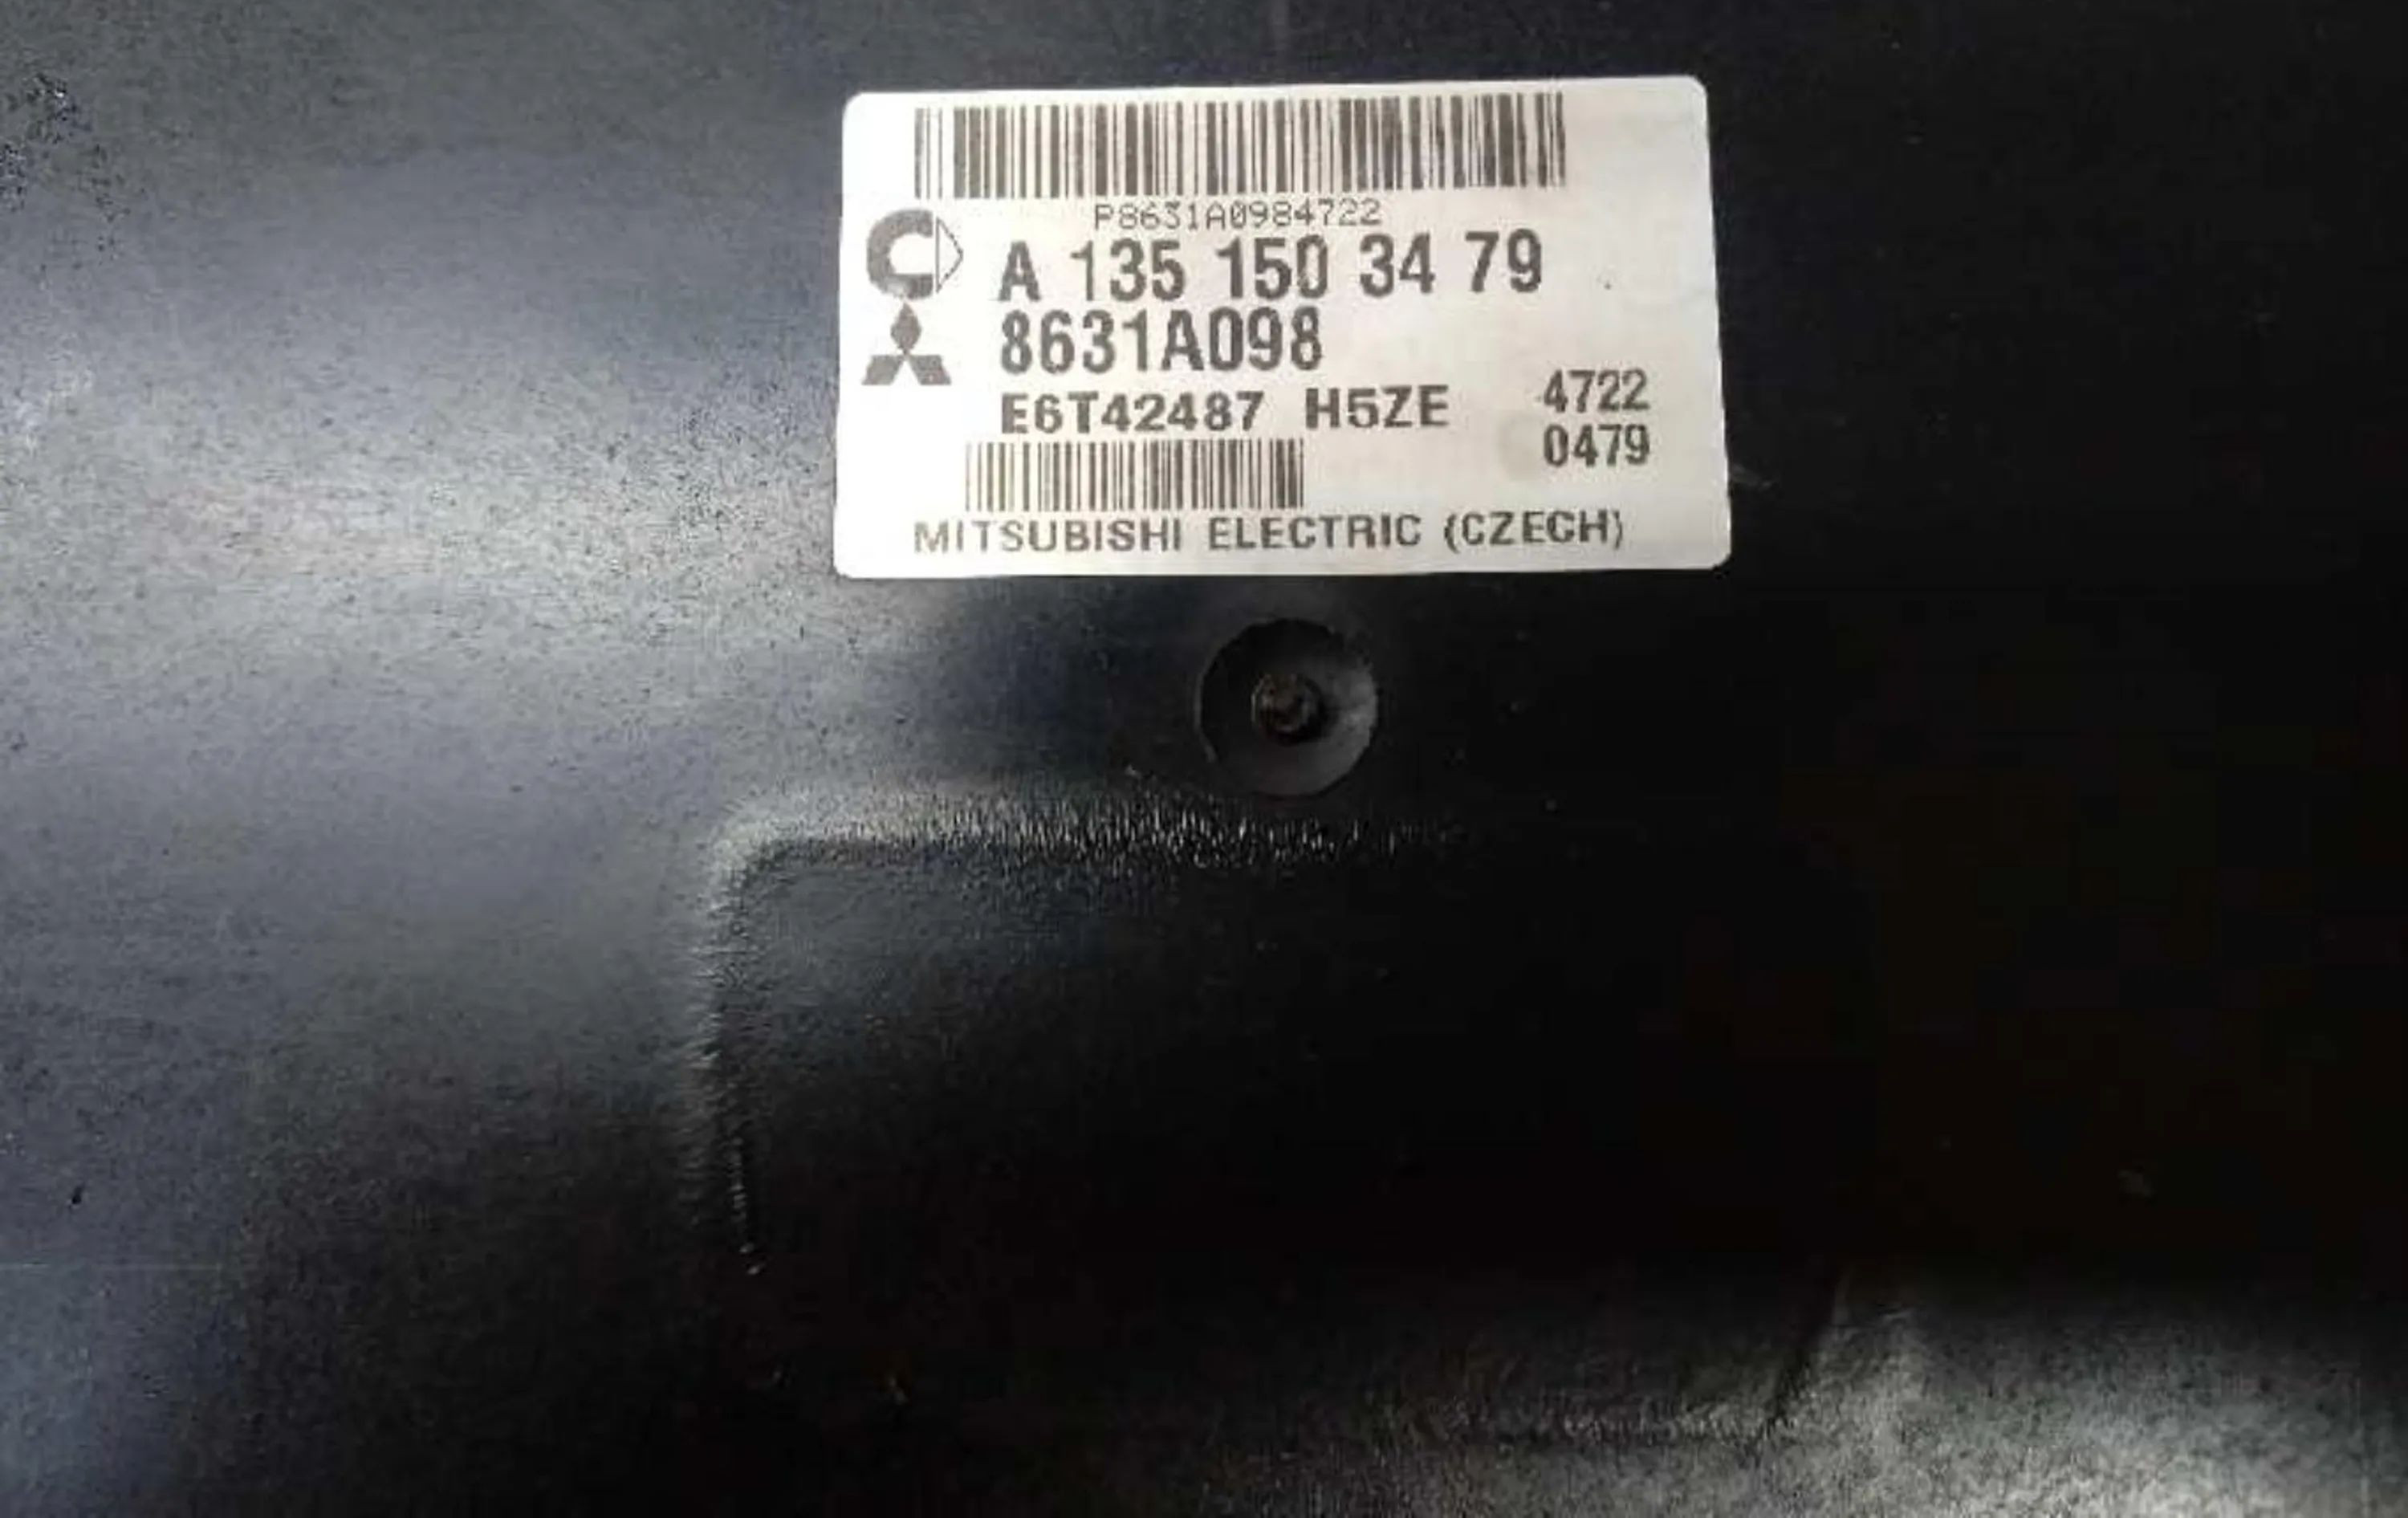 P8631A0984722
A 135 150 34 79
8631A098
E6T42487 H5ZE
4722
0479
MITSUBISHI ELECTRIC (CZECH)